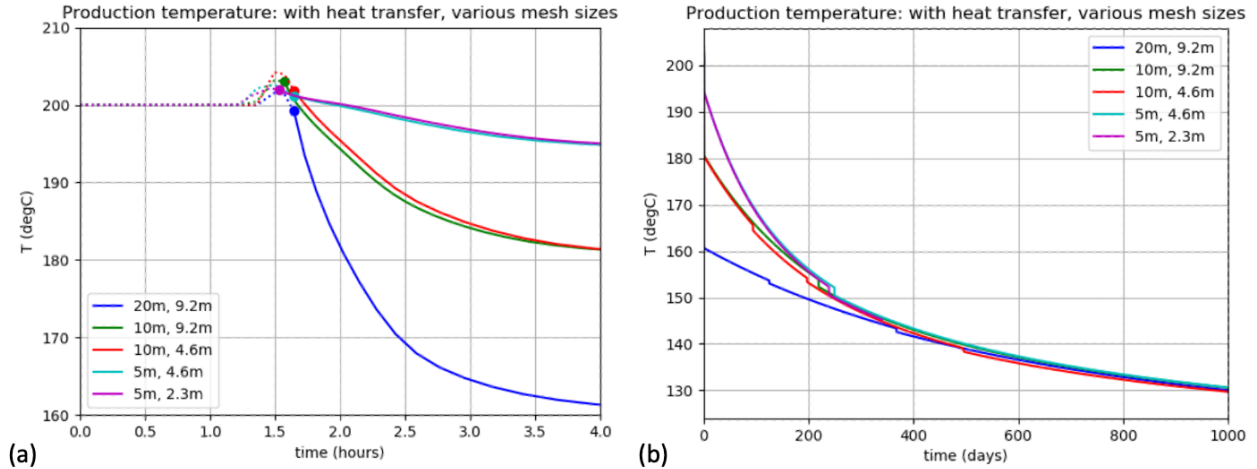 Production temperature: with heat transfer, various mesh sizes
210
200
190
180
170
160
T (degC)
20m, 9.2m
10m, 9.2m
10m, 4.6m
5m, 4.6m
5m, 2.3m
0.0 0.5 1.0 1.5 2.0 2.5 3.0 3.5 4.0
time (hours)
(a)
Production temperature: with heat transfer, various mesh sizes
20m, 9.2m
10m, 9.2m
10m, 4.6m
5m, 4.6m
5m, 2.3m
200
190
180
170
160
150
140
130
T (degC)
0 200 400 600 800 1000
time (days)
(b)